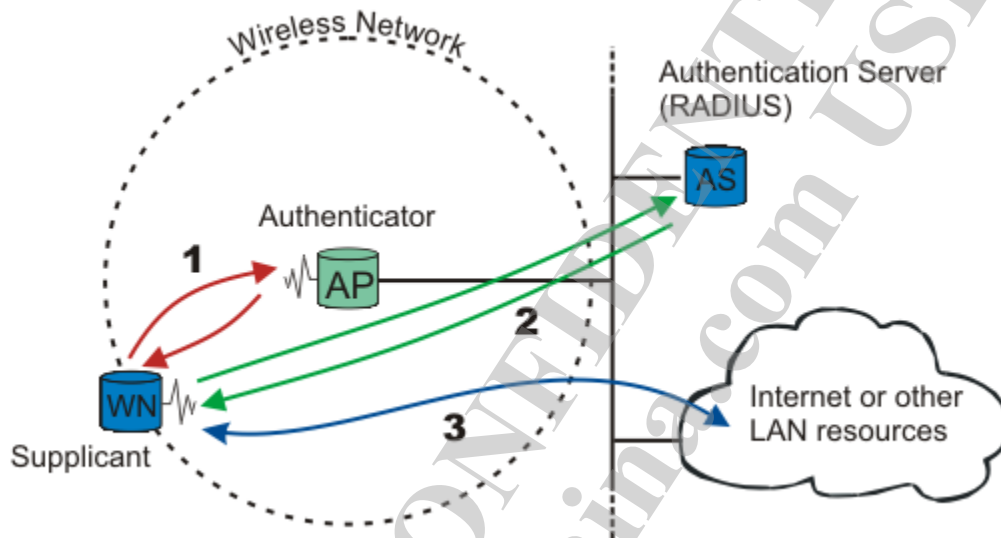 Wireless Network
Authentication Server
(RADIUS)
AS
Authenticator
1
AP
2
WN
3
Supplicant
Internet or other
LAN resources